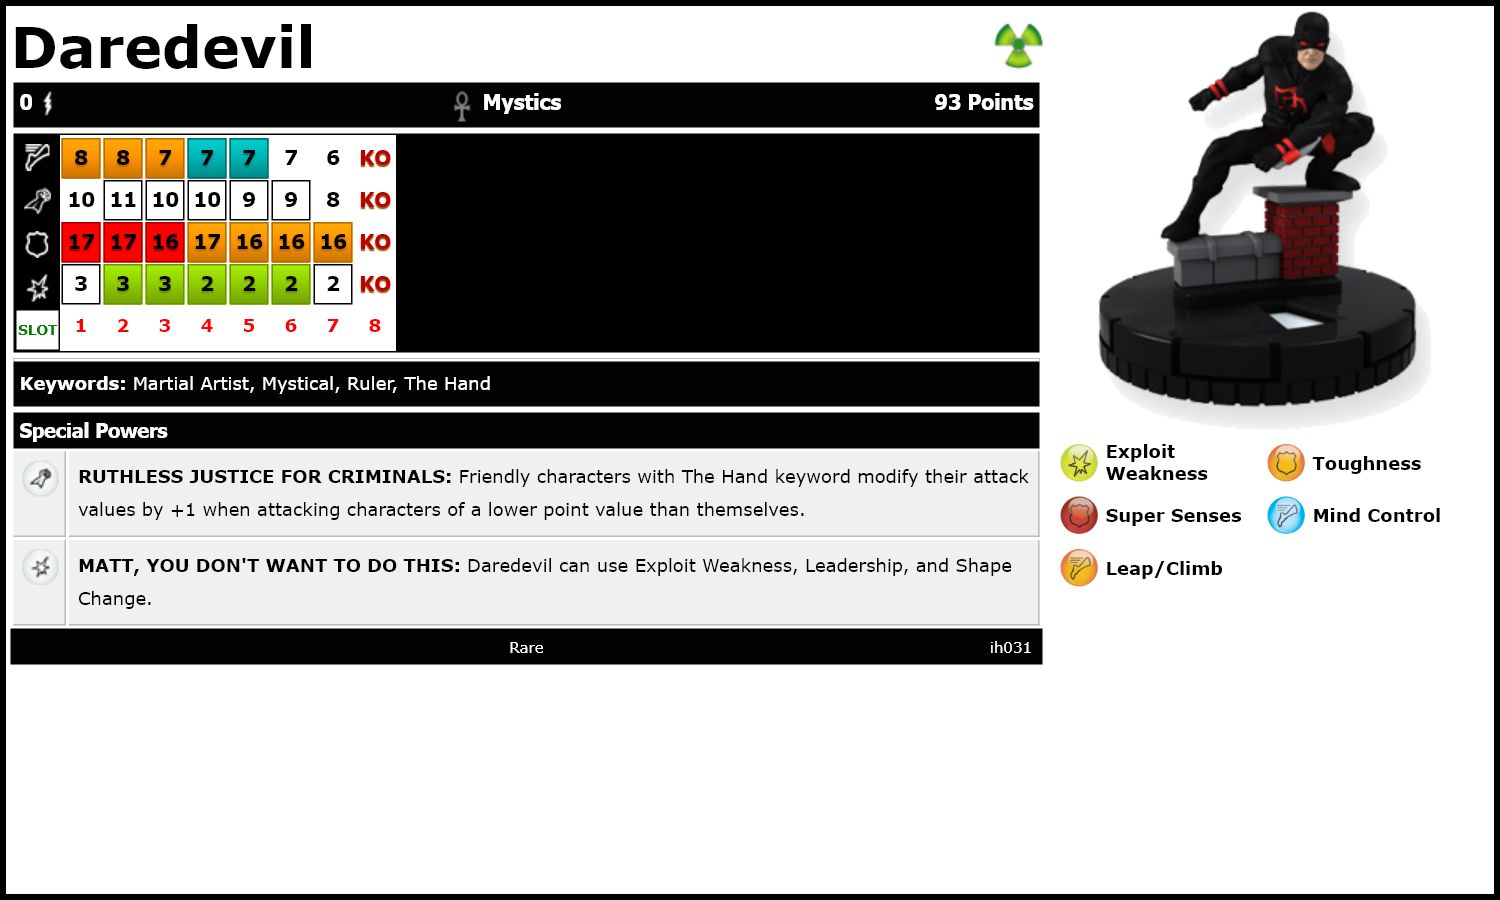 Daredevil
0 Mystics 93 Points
8 8 7 7 7 7 6 KO
10 11 10 10 9 9 8 KO
17 17 16 17 16 16 16 KO
3 3 3 2 2 2 2 KO
SLOT 1 2 3 4 5 6 7 8
Keywords: Martial Artist, Mystical, Ruler, The Hand
Special Powers
RUTHLESS JUSTICE FOR CRIMINALS: Friendly characters with The Hand keyword modify their attack
values by +1 when attacking characters of a lower point value than themselves.
MATT, YOU DON'T WANT TO DO THIS: Daredevil can use Exploit Weakness, Leadership, and Shape
Change.
Rare ih031
Exploit
Weakness
Toughness
Super Senses
Mind Control
Leap/Climb